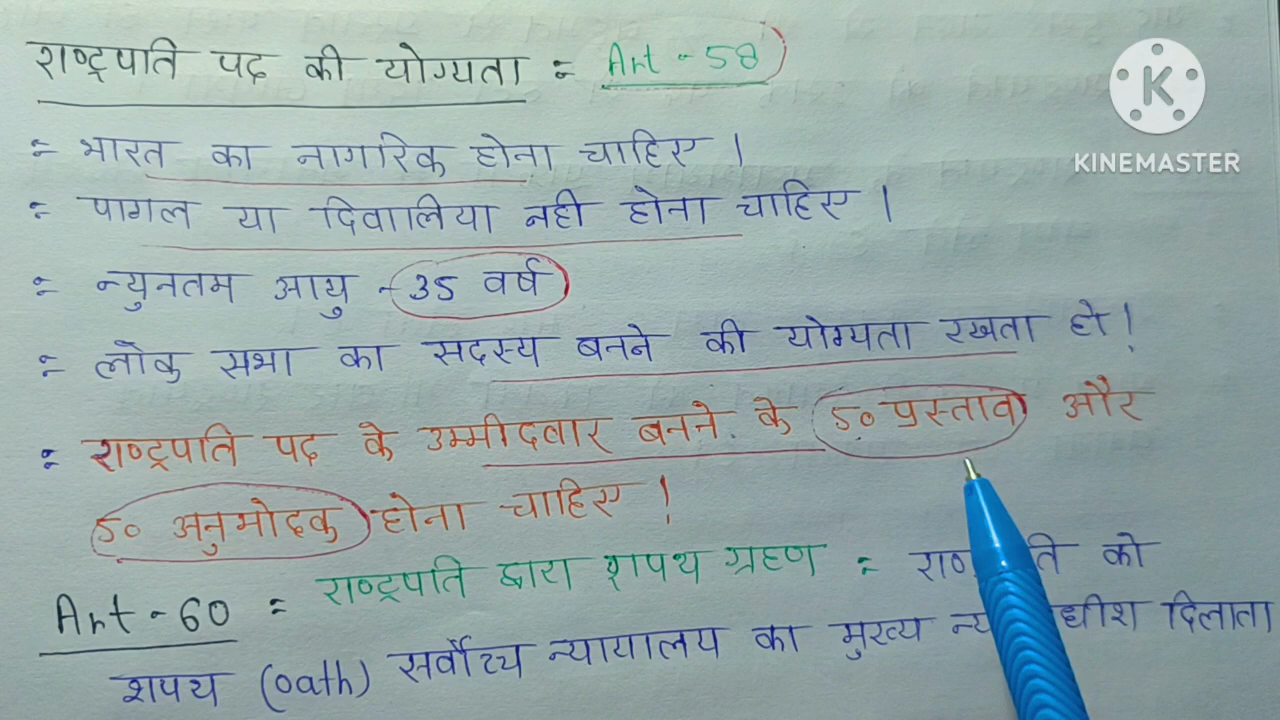 राष्ट्रपति पद की योग्यता = Art - 58
K
KINEMASTER
= भारत का नागरिक होना चाहिए ।
= पागल या दिवालिया नही होना चाहिए ।
= न्युनतम आयु - 35 वर्ष
= लोक सभा का सदस्य बनने की योग्यता रखता हो !
= राष्ट्रपति पद के उम्मीदवार बनने के 50 प्रस्ताव और
50 अनुमोदक होना चाहिए !
Art - 60 = राष्ट्रपति द्वारा शपथ ग्रहण = को
शपथ (oath) सर्वोच्च न्यायालय का मुख्य दिलाता